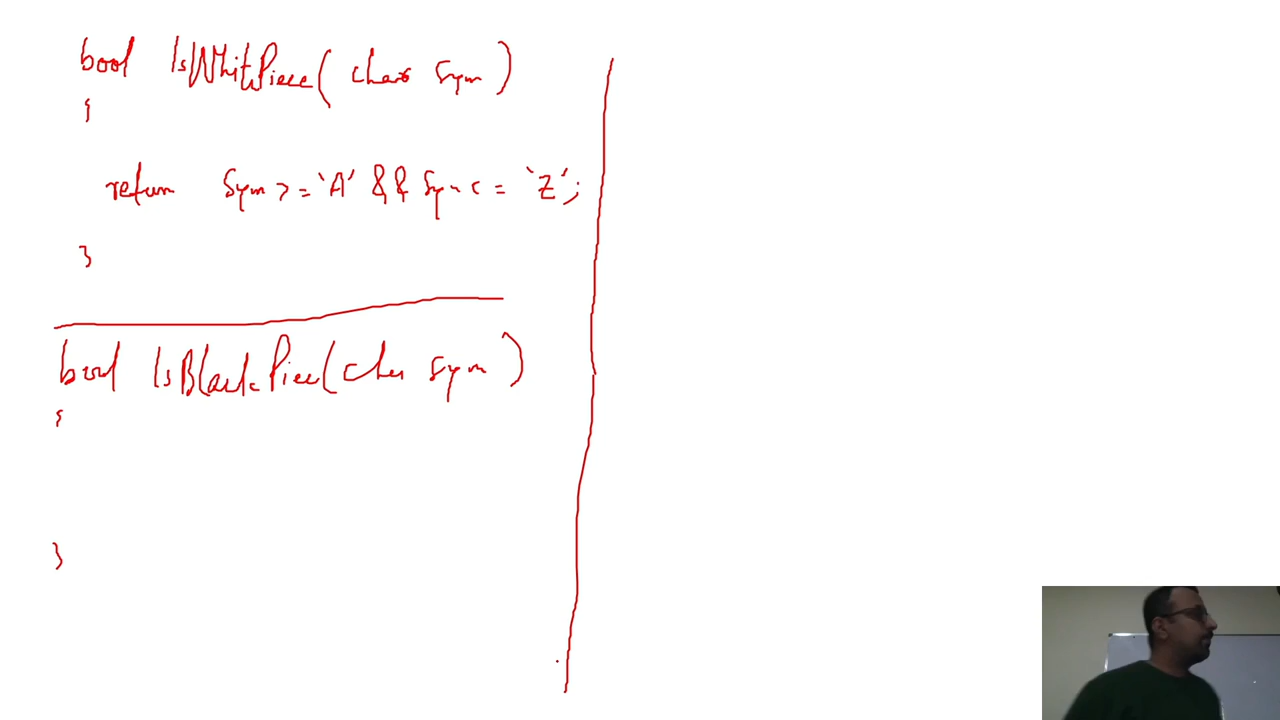 bool IsWhitePiece( char sym )
{
return sym >= 'A' && sym <= 'Z';
}
bool IsBlackPiece( char sym )
{
}